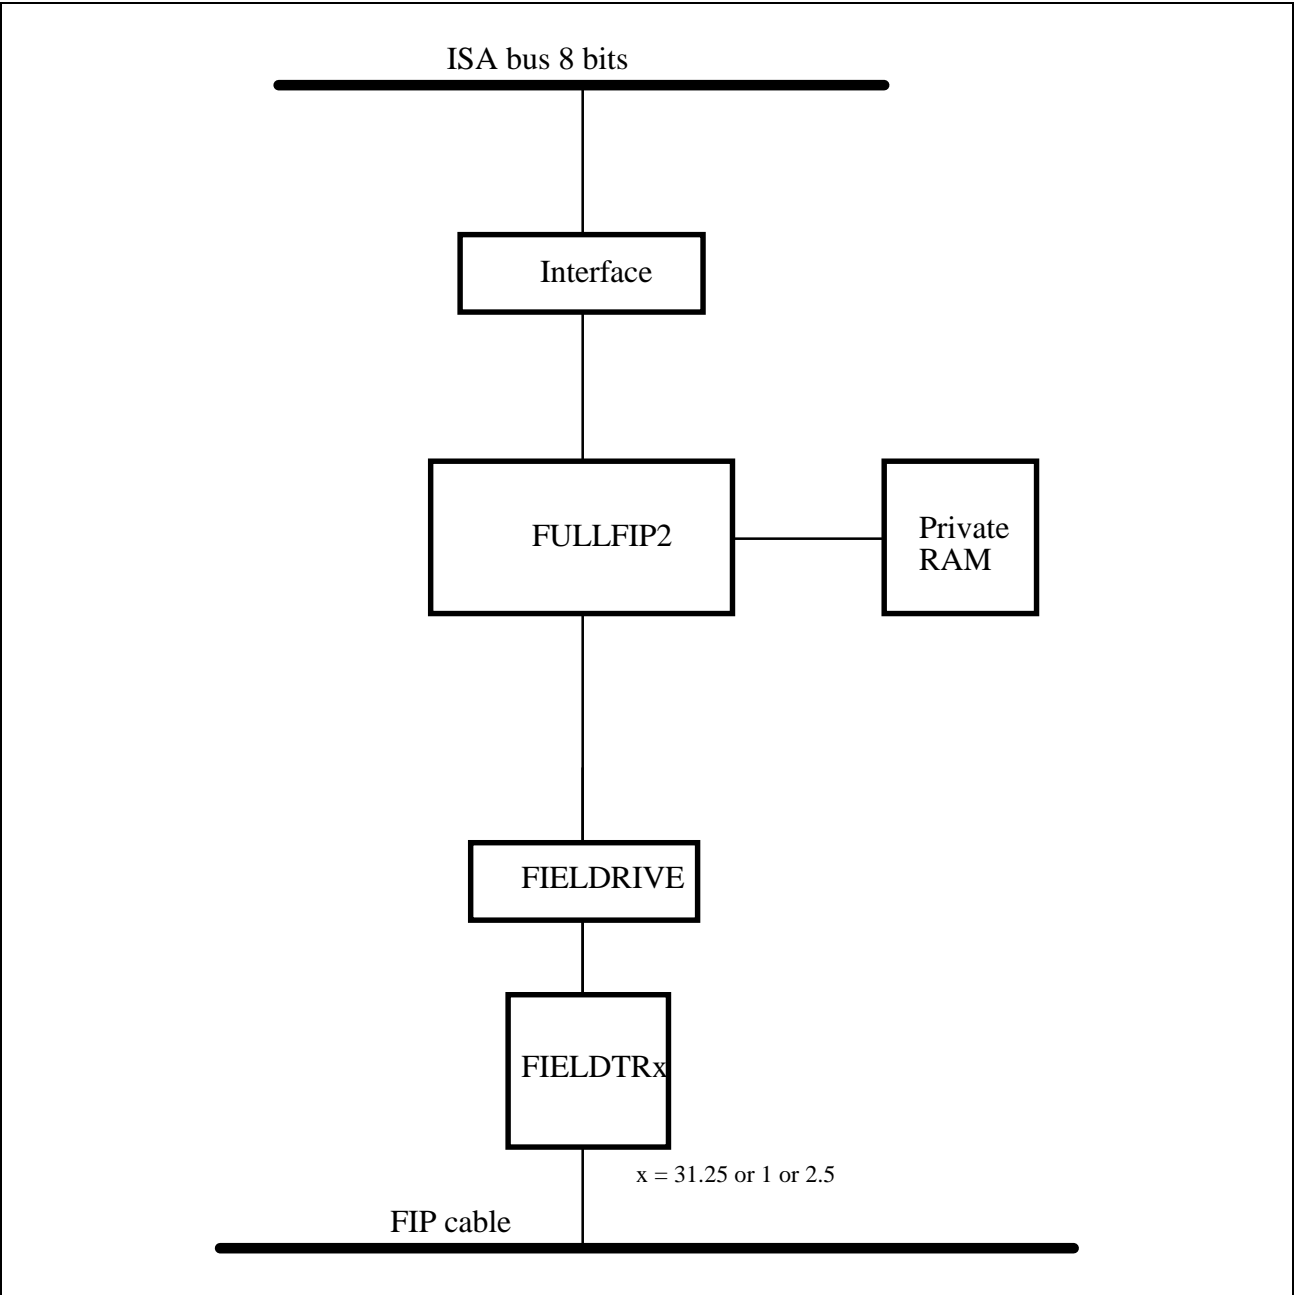 ISA bus 8 bits
Interface
FULLFIP2
Private
RAM
FIELDRIVE
FIELDTRx
x = 31.25 or 1 or 2.5
FIP cable